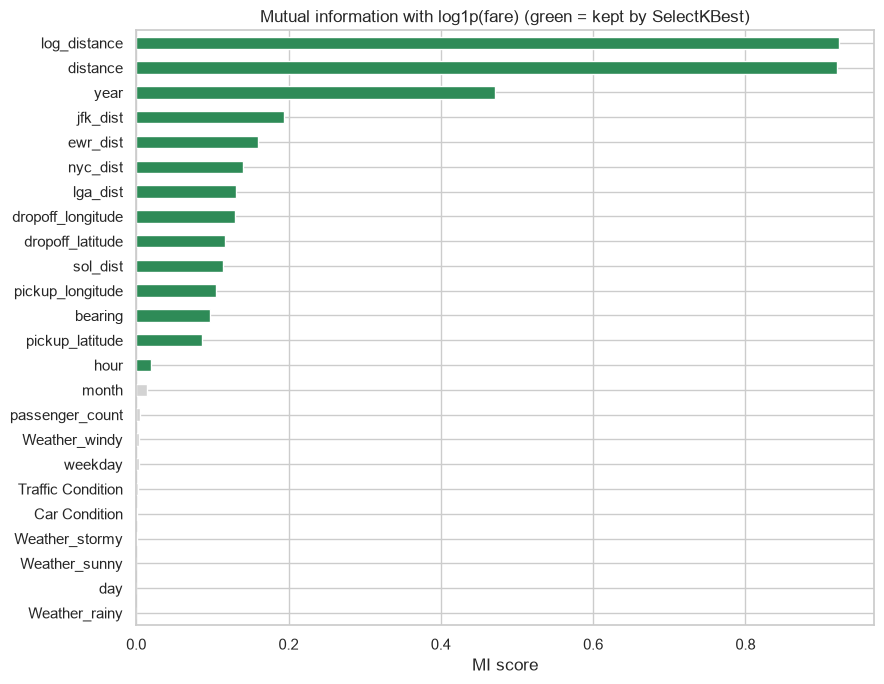 Mutual information with log1p(fare) (green = kept by SelectKBest)
log_distance
distance
year
jfk_dist
ewr_dist
nyc_dist
lga_dist
dropoff_longitude
dropoff_latitude
sol_dist
pickup_longitude
bearing
pickup_latitude
hour
month
passenger_count
Weather_windy
weekday
Traffic Condition
Car Condition
Weather_stormy
Weather_sunny
day
Weather_rainy
0.0 0.2 0.4 0.6 0.8
MI score